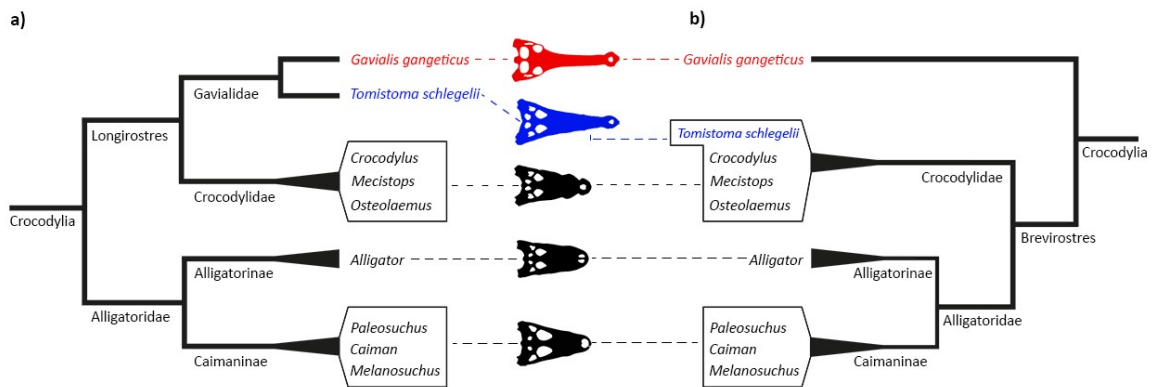 a)
Gavialis gangeticus
Gavialidae
Tomistoma schlegelii
Longirostres
Crocodylus
Mecistops
Osteolaemus
Crocodylidae
Crocodylia
Alligatorinae
Alligator
Alligatoridae
Paleosuchus
Caiman
Melanosuchus
Caimaninae
b)
Gavialis gangeticus
Tomistoma schlegelii
Crocodylia
Crocodylus
Mecistops
Osteolaemus
Crocodylidae
Brevirostres
Alligator
Alligatorinae
Alligatoridae
Paleosuchus
Caiman
Melanosuchus
Caimaninae